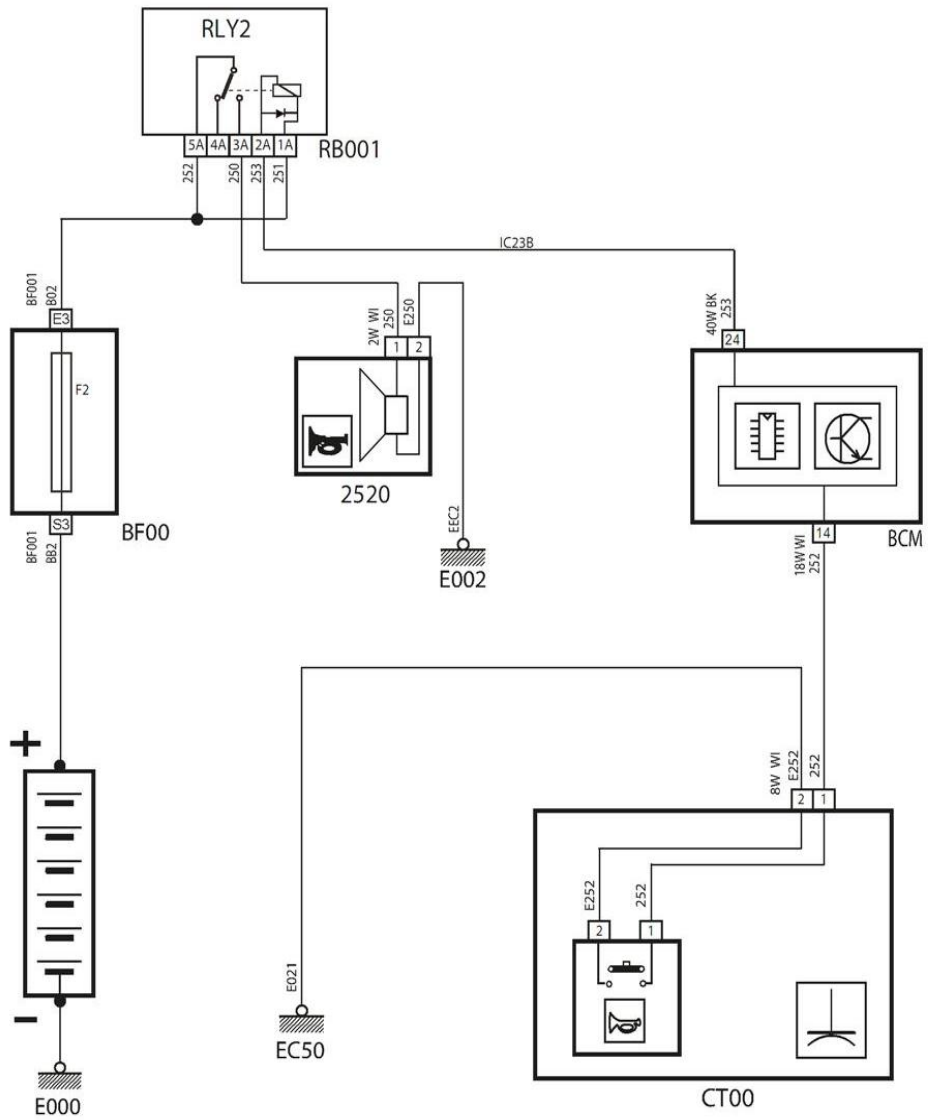 RLY2
5A 4A 3A 2A 1A
RB001
252
250
253
251
IC23B
BF001
B02
E3
F2
S3
BF00
BF001
BB2
2W WI
250
E250
1 2
2520
EEC2
E002
40W BK
253
24
BCM
14
18W WI
252
+
-
E000
E021
EC50
8W WI
E252
252
2 1
E252
252
2
1
CT00